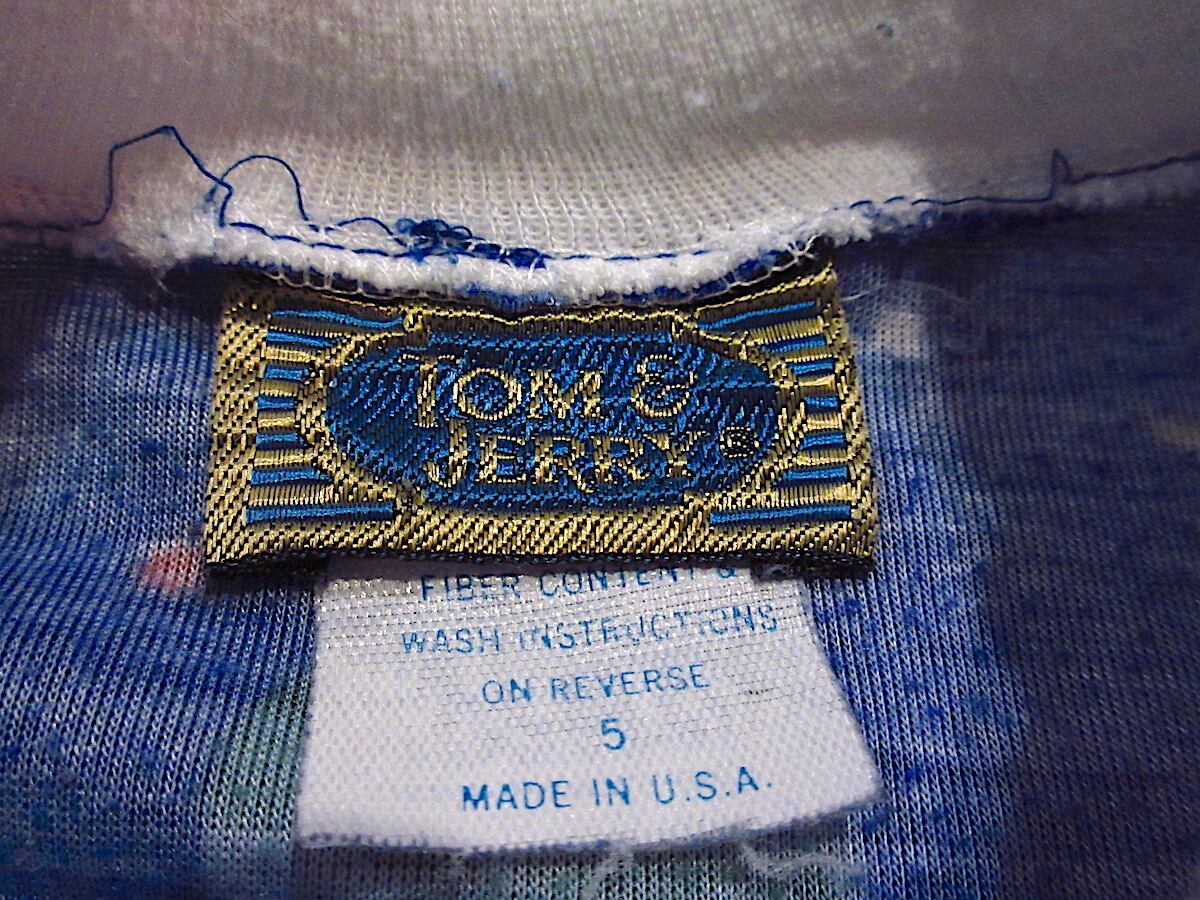 TOM &
JERRY®
FIBER CONTENT &
WASH INSTRUCTIONS
ON REVERSE
5
MADE IN U.S.A.